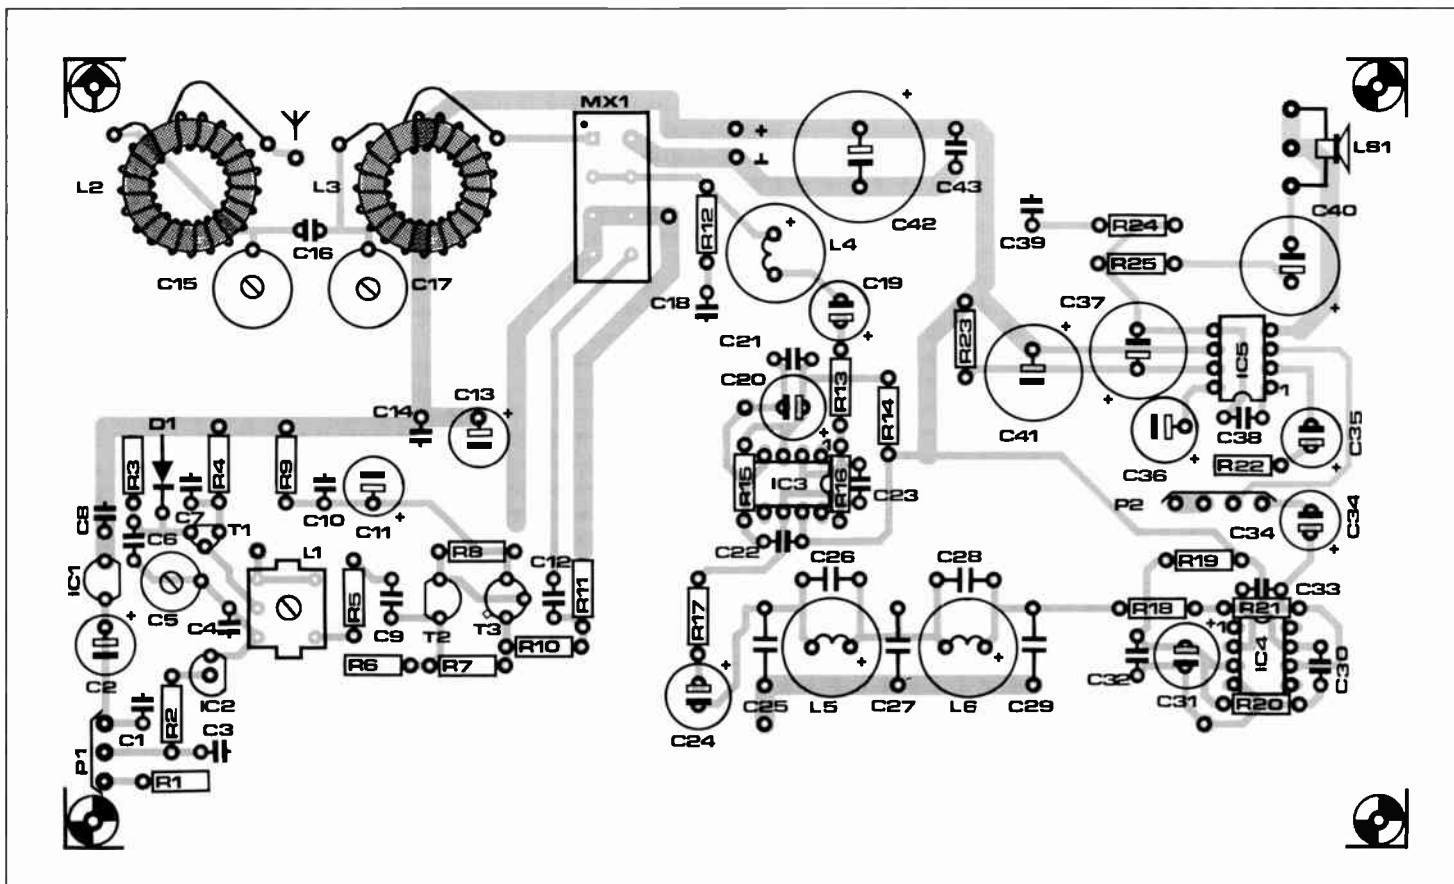 MX1
+
+
L2
L3
C16
C15
C17
R12
L4
+
C42
C43
C39
R24
R25
LS1
C40
+
C18
C19
+
C21
C20
+
R13
R14
R23
C41
+
C37
+
IC5
1
C38
C36
+
R22
C35
+
P2
C34
C34
+
D1
C14
C13
+
R3
R4
R9
C8
C7
C6
T1
C10
C11
+
R15
IC3
1
R16
C23
C22
IC1
C5
L1
C4
R5
C9
R8
T2
T3
C12
R11
R10
R6
R7
C26
C28
R19
C33
R18
R21
+1
IC4
R20
C30
C32
C31
R17
+
C24
C25
L5
+
C27
L6
+
C29
+
C2
R2
IC2
C1
C3
P1
R1